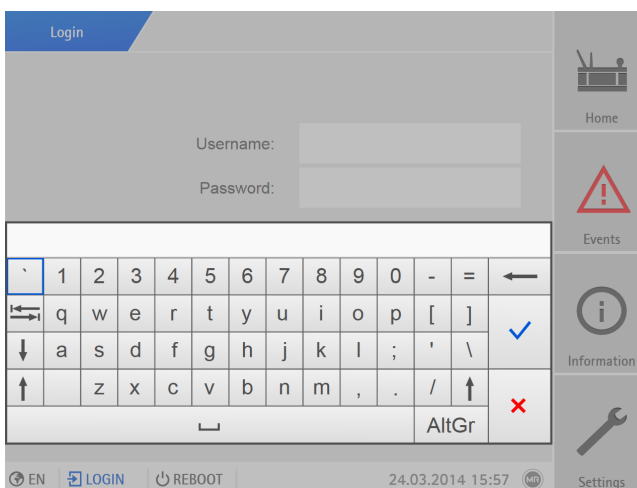 Login
Home
Username:
Password:
Events
` 1 2 3 4 5 6 7 8 9 0 - =
q w e r t y u i o p [ ]
a s d f g h j k l ; ' \
z x c v b n m , . /
AltGr
Information
EN LOGIN REBOOT 24.03.2014 15:57 MR
Settings